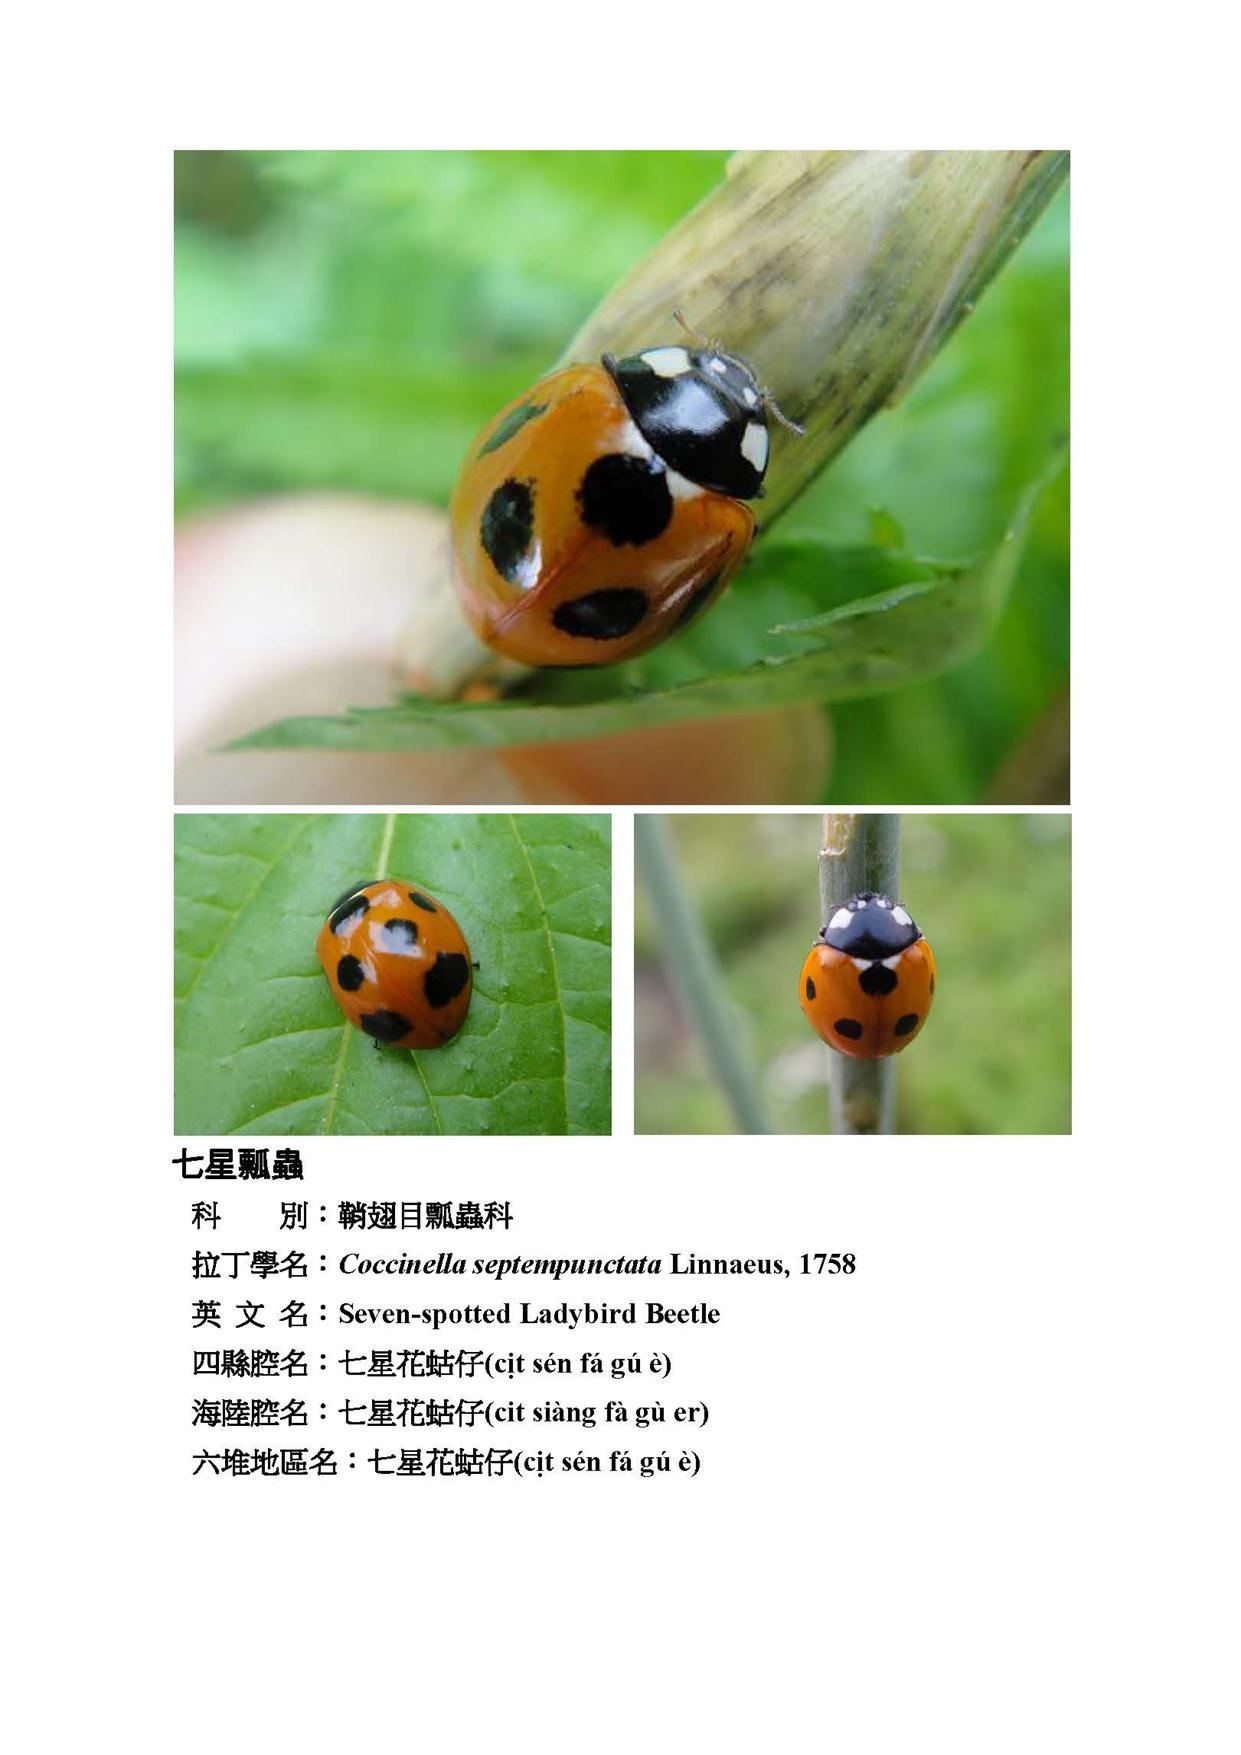 七星瓢蟲
科　　別：鞘翅目瓢蟲科
拉丁學名：Coccinella septempunctata Linnaeus, 1758
英 文 名：Seven-spotted Ladybird Beetle
四縣腔名：七星花蛄仔(cịt sén fá gú è)
海陸腔名：七星花蛄仔(cit siàng fà gù er)
六堆地區名：七星花蛄仔(cịt sén fá gú è)